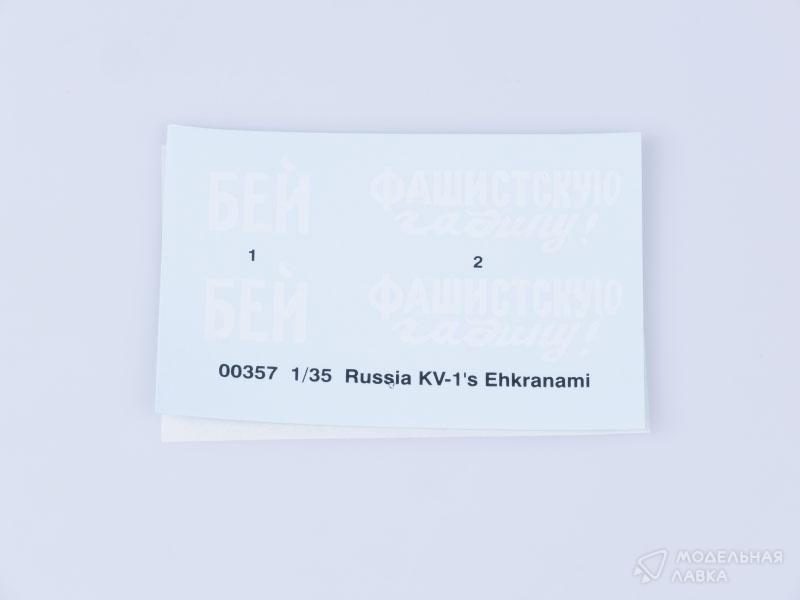 БЕЙ ФАШИСТСКУЮ
гадину!
1 2
БЕЙ ФАШИСТСКУЮ
гадину!
00357 1/35 Russia KV-1's Ehkranami
МОДЕЛЬНАЯ
ЛАВКА